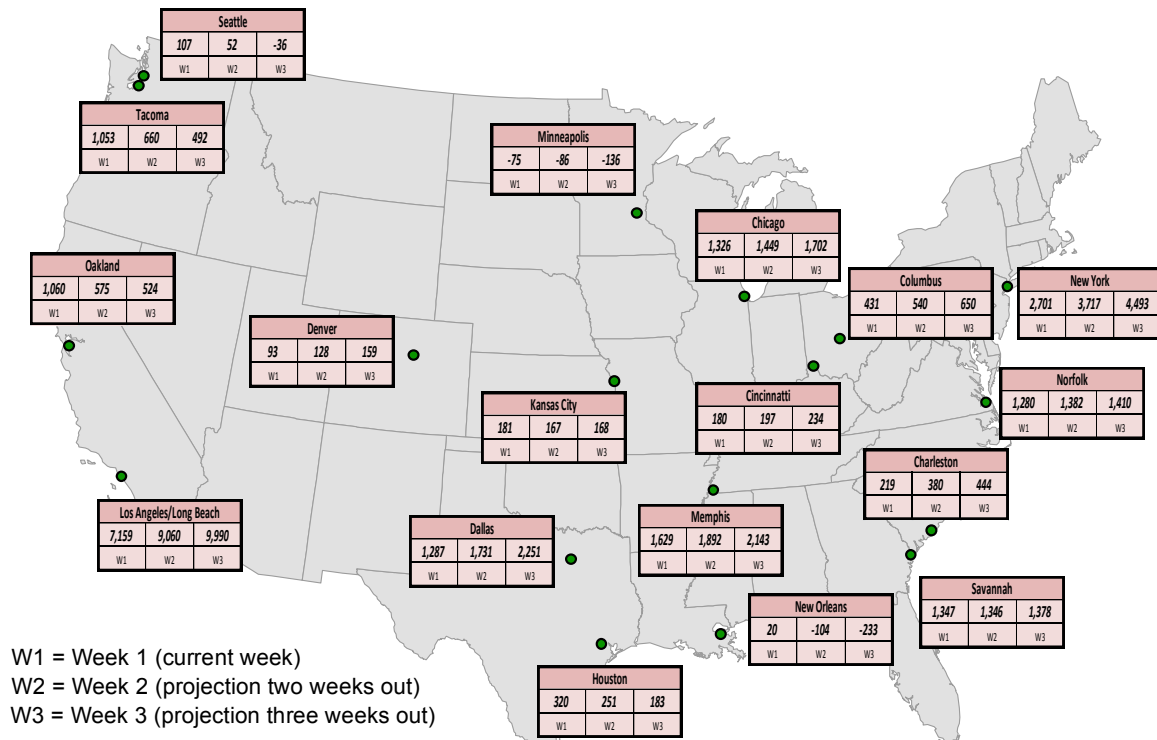 Seattle
107 52 -36
W1 W2 W3
Tacoma
1,053 660 492
W1 W2 W3
Minneapolis
-75 -86 -136
W1 W2 W3
Chicago
1,326 1,449 1,702
W1 W2 W3
Oakland
1,060 575 524
W1 W2 W3
Columbus
431 540 650
W1 W2 W3
New York
2,701 3,717 4,493
W1 W2 W3
Denver
93 128 159
W1 W2 W3
Norfolk
1,280 1,382 1,410
W1 W2 W3
Kansas City
181 167 168
W1 W2 W3
Cincinnatti
180 197 234
W1 W2 W3
Charleston
219 380 444
W1 W2 W3
Los Angeles/Long Beach
7,159 9,060 9,990
W1 W2 W3
Dallas
1,287 1,731 2,251
W1 W2 W3
Memphis
1,629 1,892 2,143
W1 W2 W3
Savannah
1,347 1,346 1,378
W1 W2 W3
New Orleans
20 -104 -233
W1 W2 W3
Houston
320 251 183
W1 W2 W3
W1 = Week 1 (current week)
W2 = Week 2 (projection two weeks out)
W3 = Week 3 (projection three weeks out)